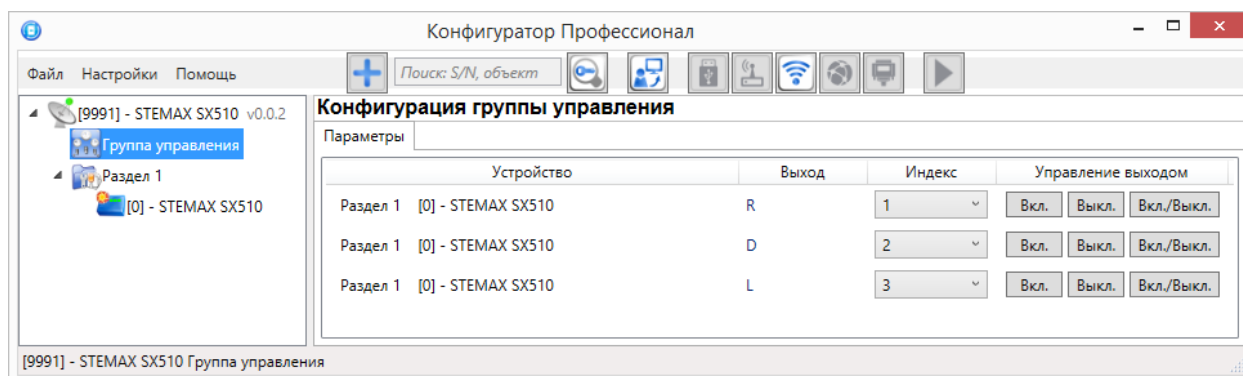 Конфигуратор Профессионал
Файл Настройки Помощь
Поиск: S/N, объект
[9991] - STEMAX SX510 v0.0.2
Группа управления
Раздел 1
[0] - STEMAX SX510
Конфигурация группы управления
Параметры
Устройство Выход Индекс Управление выходом
Раздел 1 [0] - STEMAX SX510 R 1 Вкл. Выкл. Вкл./Выкл.
Раздел 1 [0] - STEMAX SX510 D 2 Вкл. Выкл. Вкл./Выкл.
Раздел 1 [0] - STEMAX SX510 L 3 Вкл. Выкл. Вкл./Выкл.
[9991] - STEMAX SX510 Группа управления